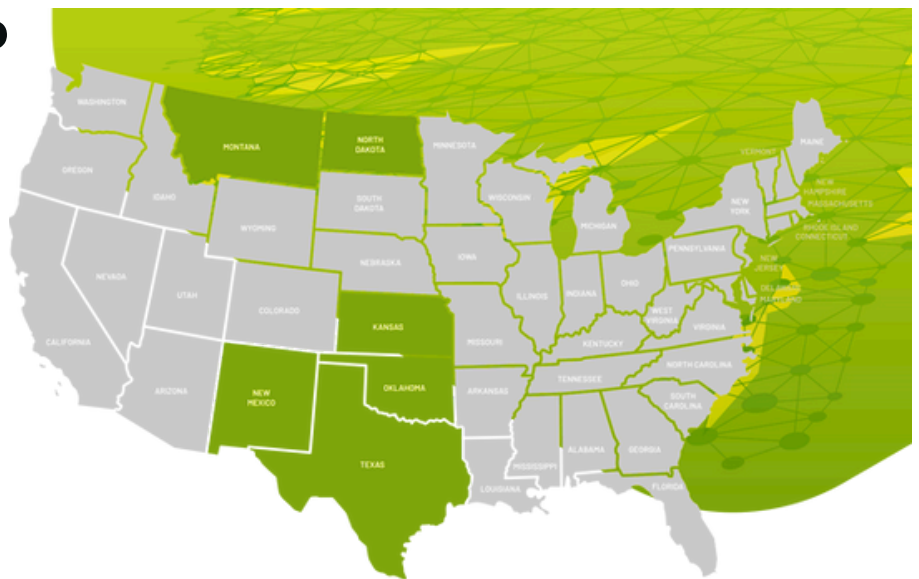 WASHINGTON
MONTANA
NORTH
DAKOTA
MINNESOTA
MAINE
VERMONT
OREGON
IDAHO
SOUTH
DAKOTA
WISCONSIN
NEW
HAMPSHIRE
MASSACHUSETTS
NEW
YORK
WYOMING
MICHIGAN
RHODE ISLAND
CONNECTICUT
IOWA
PENNSYLVANIA
NEBRASKA
NEW
JERSEY
NEVADA
UTAH
ILLINOIS
INDIANA
OHIO
DELAWARE
MARYLAND
COLORADO
WEST
VIRGINIA
KANSAS
VIRGINIA
CALIFORNIA
MISSOURI
KENTUCKY
NORTH CAROLINA
TENNESSEE
ARIZONA
NEW
MEXICO
OKLAHOMA
ARKANSAS
SOUTH
CAROLINA
TEXAS
MISSISSIPPI
ALABAMA
GEORGIA
LOUISIANA
FLORIDA